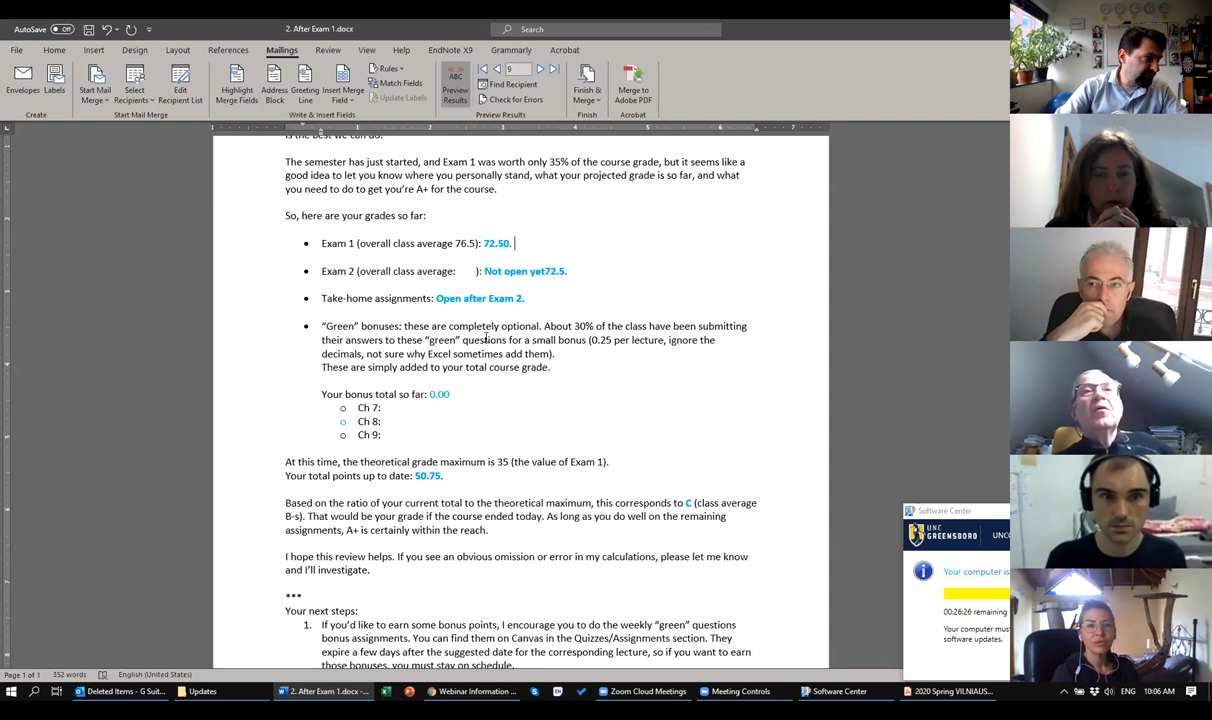 AutoSave Off
2. After Exam 1.docx
Search
File Home Insert Design Layout References Mailings Review View Help EndNote X9 Grammarly Acrobat
Envelopes Labels
Create
Start Mail Merge
Select Recipients
Edit Recipient List
Start Mail Merge
Highlight Merge Fields
Address Block
Greeting Line
Insert Merge Field
Rules
Match Fields
Update Labels
Write & Insert Fields
ABC
Preview Results
9
Find Recipient
Check for Errors
Preview Results
Finish & Merge
Finish
Merge to Adobe PDF
Acrobat
1 1 2 3 4 5 6 7
is the best we can do.
The semester has just started, and Exam 1 was worth only 35% of the course grade, but it seems like a
good idea to let you know where you personally stand, what your projected grade is so far, and what
you need to do to get you're A+ for the course.
So, here are your grades so far:
• Exam 1 (overall class average 76.5): 72.50.
• Exam 2 (overall class average: ): Not open yet72.5.
• Take-home assignments: Open after Exam 2.
• "Green" bonuses: these are completely optional. About 30% of the class have been submitting
their answers to these "green" questions for a small bonus (0.25 per lecture, ignore the
decimals, not sure why Excel sometimes add them).
These are simply added to your total course grade.
Your bonus total so far: 0.00
o Ch 7:
o Ch 8:
o Ch 9:
At this time, the theoretical grade maximum is 35 (the value of Exam 1).
Your total points up to date: 50.75.
Based on the ratio of your current total to the theoretical maximum, this corresponds to C (class average
B-s). That would be your grade if the course ended today. As long as you do well on the remaining
assignments, A+ is certainly within the reach.
I hope this review helps. If you see an obvious omission or error in my calculations, please let me know
and I'll investigate.
***
Your next steps:
1. If you'd like to earn some bonus points, I encourage you to do the weekly "green" questions
bonus assignments. You can find them on Canvas in the Quizzes/Assignments section. They
expire a few days after the suggested date for the corresponding lecture, so if you want to earn
those bonuses, you must stay on schedule.
Software Center
UNC GREENSBORO
UNC
Your computer is
00:26:26 remaining
Your computer mus
software updates.
Page 1 of 1 352 words English (United States)
Deleted Items - G Suit...
Updates
2. After Exam 1.docx -...
Webinar Information ...
Zoom Cloud Meetings
Meeting Controls
Software Center
2020 Spring VILNIAUS...
ENG
10:06 AM